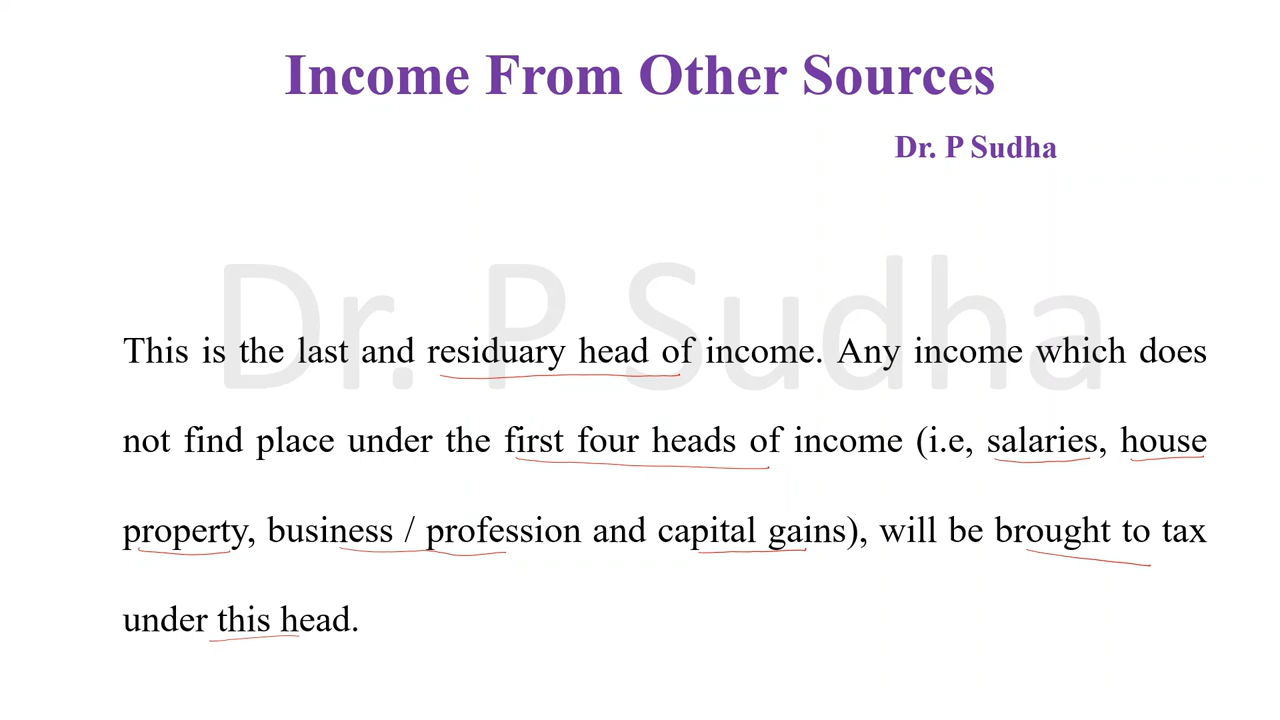 Income From Other Sources
Dr. P Sudha
Dr. P Sudha
This is the last and residuary head of income. Any income which does
not find place under the first four heads of income (i.e, salaries, house
property, business / profession and capital gains), will be brought to tax
under this head.